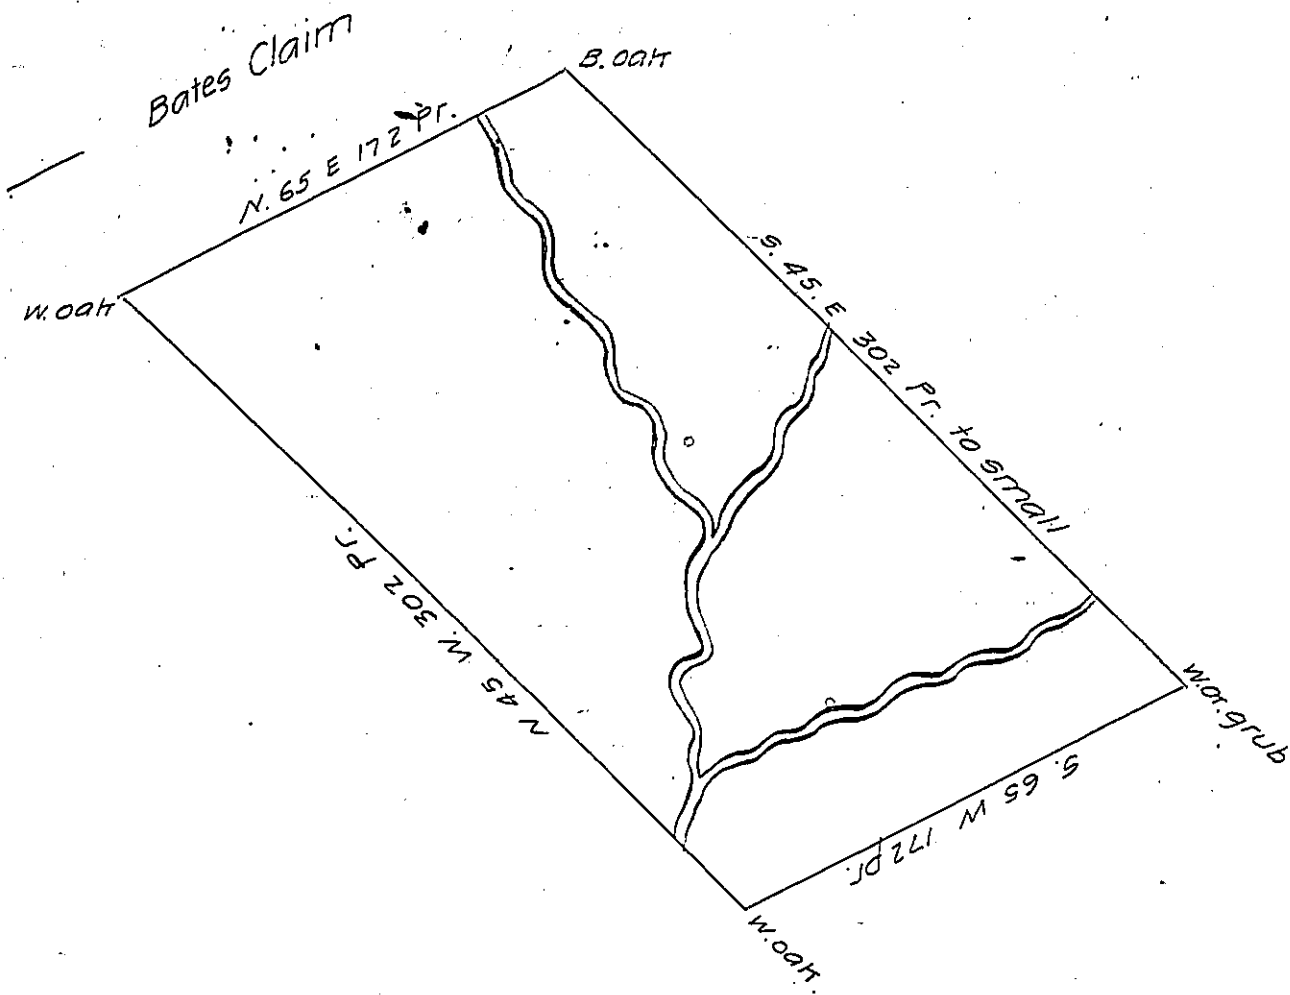 Bates Claim
B. oak
N. 65 E 172 Pr.
W. oak
S. 45. E 302 Pr. to small
W. or. grub
S. 65 W 172 pr.
W. oak.
N 45 W. 302 Pr.